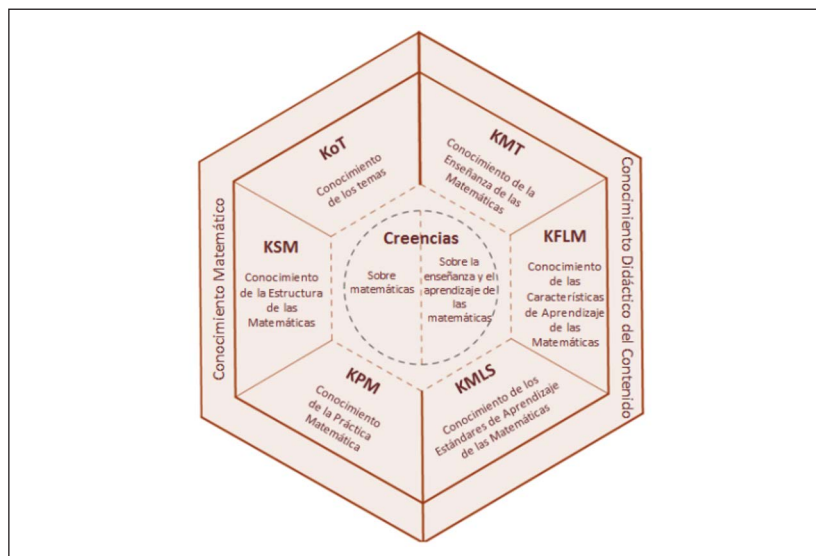 Conocimiento Matemático
KoT
Conocimiento
de los temas
KMT
Conocimiento de la
Enseñanza de las
Matemáticas
KSM
Conocimiento
de la Estructura
de las
Matemáticas
Creencias
Sobre
matemáticas
Sobre la
enseñanza y el
aprendizaje de
las
matemáticas
KFLM
Conocimiento
de las
Características
de Aprendizaje
de las
Matemáticas
KPM
Conocimiento
de la Práctica
Matemática
KMLS
Conocimiento de los
Estándares de Aprendizaje
de las Matemáticas
Conocimiento Didáctico del Contenido